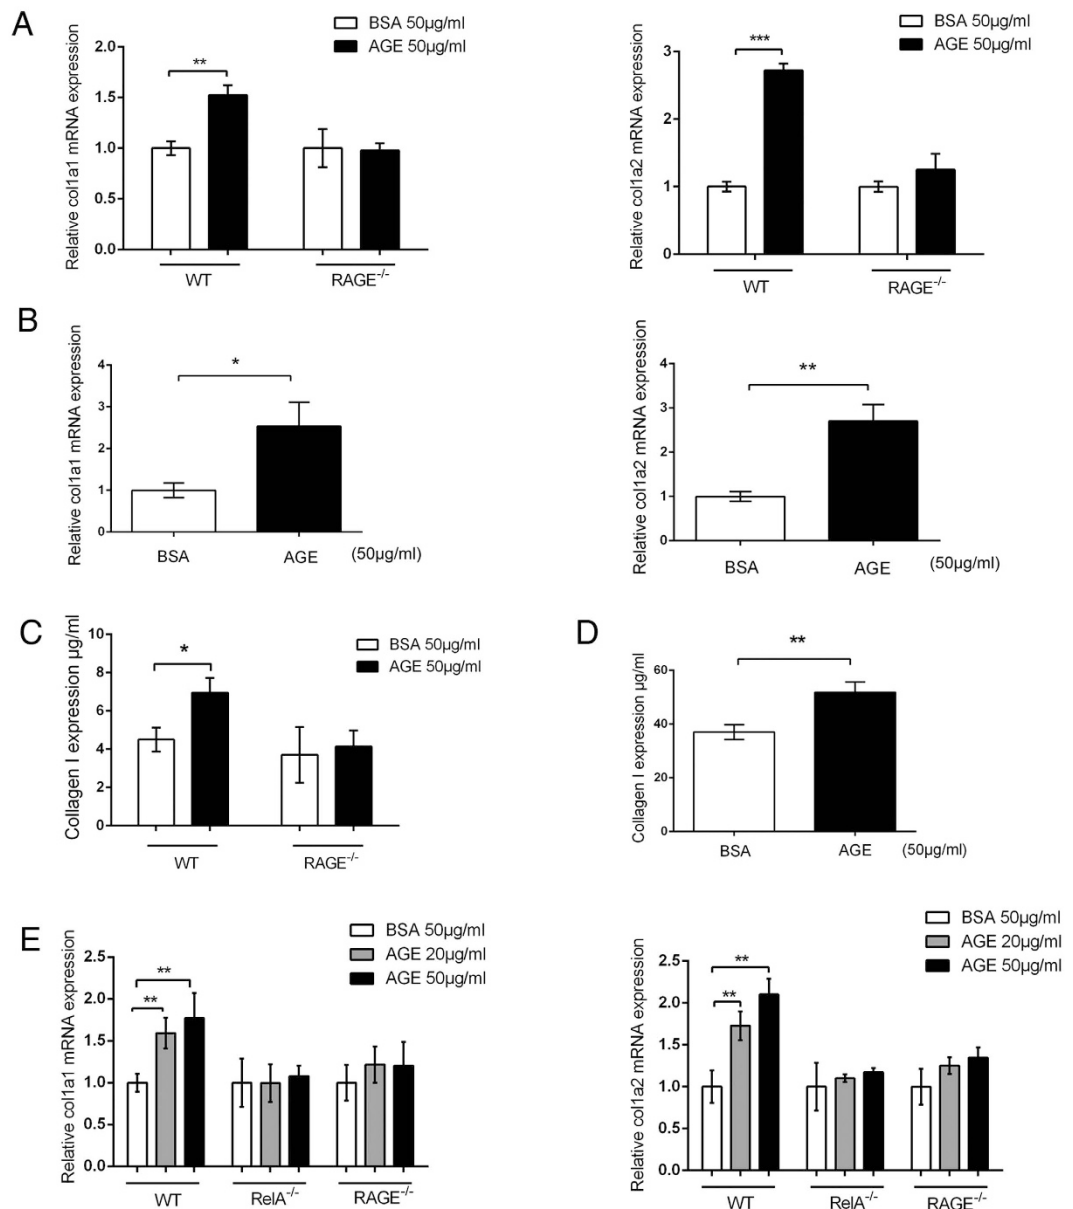 A
BSA 50µg/ml
AGE 50µg/ml
Relative col1a1 mRNA expression
2.0
1.5
1.0
0.5
0.0
**
WT
RAGE-/-
BSA 50µg/ml
AGE 50µg/ml
Relative col1a2 mRNA expression
3
2
1
0
***
WT
RAGE-/-
B
Relative col1a1 mRNA expression
4
3
2
1
0
*
BSA
AGE
(50µg/ml)
Relative col1a2 mRNA expression
4
3
2
1
0
**
BSA
AGE
(50µg/ml)
C
BSA 50µg/ml
AGE 50µg/ml
Collagen I expression µg/ml
10
8
6
4
2
0
*
WT
RAGE-/-
D
Collagen I expression µg/ml
60
40
20
0
**
BSA
AGE
(50µg/ml)
E
BSA 50µg/ml
AGE 20µg/ml
AGE 50µg/ml
Relative col1a1 mRNA expression
2.5
2.0
1.5
1.0
0.5
0.0
**
**
WT
RelA-/-
RAGE-/-
BSA 50µg/ml
AGE 20µg/ml
AGE 50µg/ml
Relative col1a2 mRNA expression
2.5
2.0
1.5
1.0
0.5
0.0
**
**
WT
RelA-/-
RAGE-/-